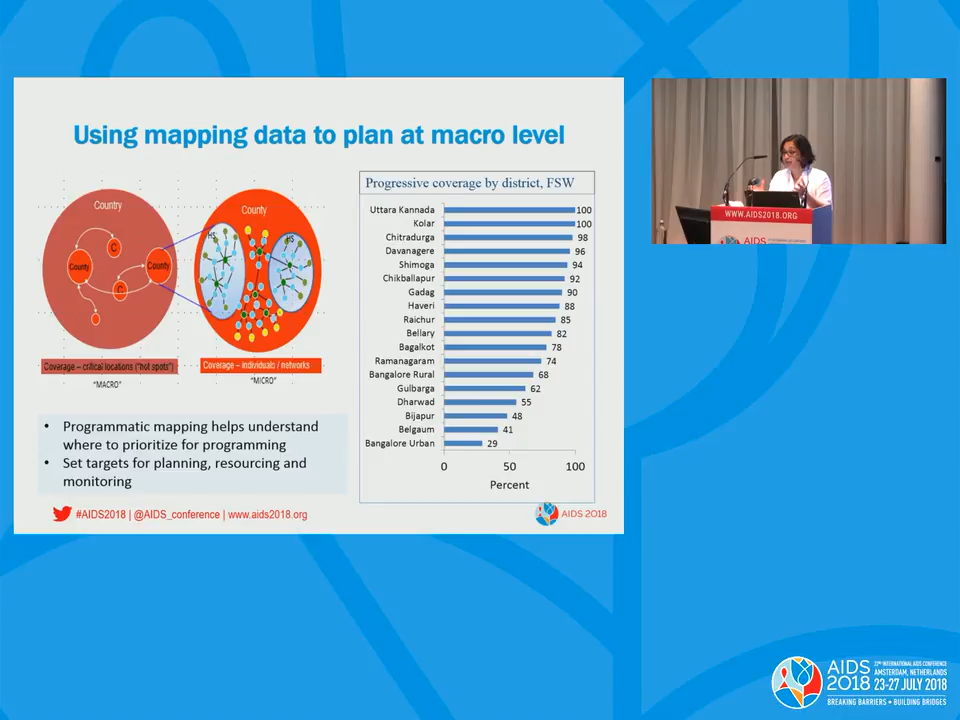 Using mapping data to plan at macro level
Country
C
County
County
C
Coverage – critical locations ("hot spots")
"MACRO"
County
HS
HS
Coverage – individuals / networks
"MICRO"
Progressive coverage by district, FSW
Uttara Kannada 100
Kolar 100
Chitradurga 98
Davanagere 96
Shimoga 94
Chikballapur 92
Gadag 90
Haveri 88
Raichur 85
Bellary 82
Bagalkot 78
Ramanagaram 74
Bangalore Rural 68
Gulbarga 62
Dharwad 55
Bijapur 48
Belgaum 41
Bangalore Urban 29
0 50 100
Percent
• Programmatic mapping helps understand
where to prioritize for programming
• Set targets for planning, resourcing and
monitoring
#AIDS2018 | @AIDS_conference | www.aids2018.org
AIDS 2018
WWW.AIDS2018.ORG
AIDS
AIDS
2018
22ND INTERNATIONAL AIDS CONFERENCE
AMSTERDAM, NETHERLANDS
23-27 JULY 2018
BREAKING BARRIERS • BUILDING BRIDGES